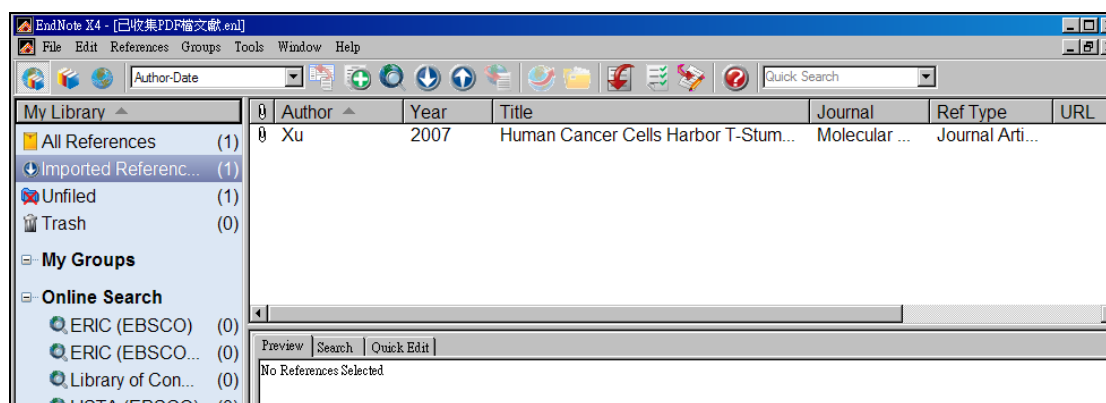 EndNote X4 - [已收集PDF檔文獻.enl]
File Edit References Groups Tools Window Help
Author-Date Quick Search
My Library Author Year Title Journal Ref Type URL
All References (1) Xu 2007 Human Cancer Cells Harbor T-Stum... Molecular ... Journal Arti...
Imported Referenc... (1)
Unfiled (1)
Trash (0)
My Groups
Online Search
ERIC (EBSCO) (0)
ERIC (EBSCO... (0)
Library of Con... (0)
Preview Search Quick Edit
No References Selected